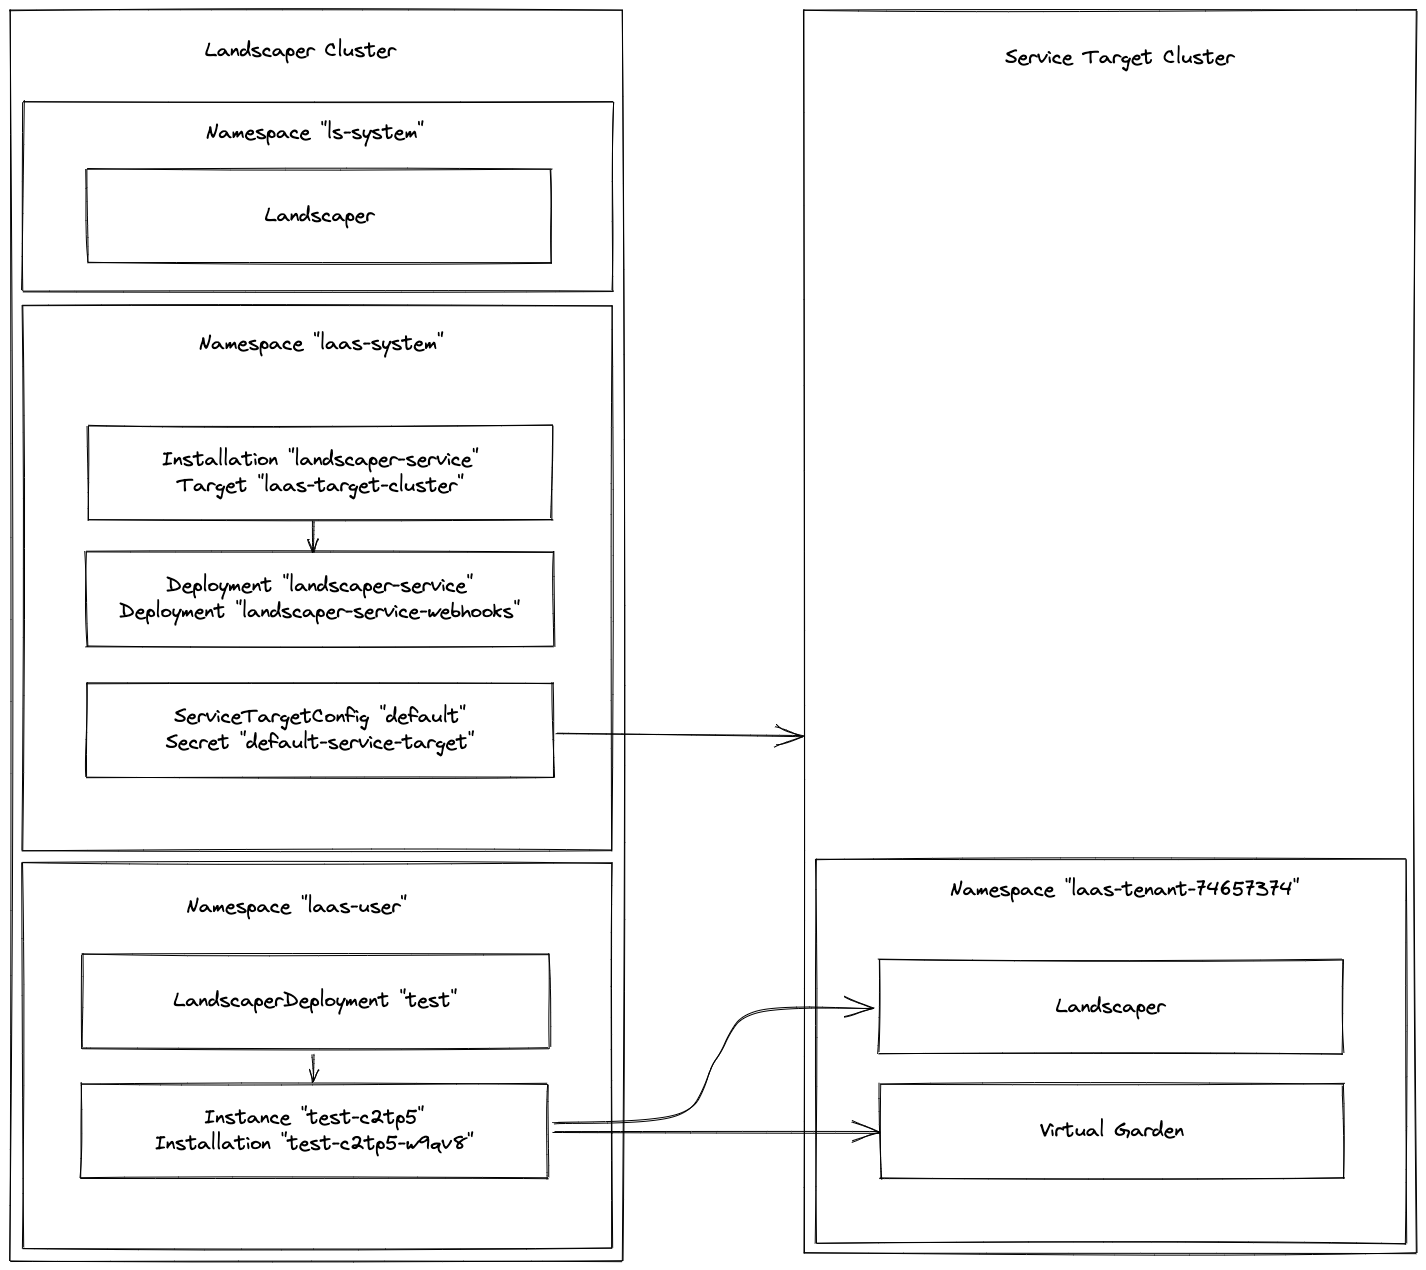 Landscaper Cluster
Namespace "ls-system"
Landscaper
Namespace "laas-system"
Installation "landscaper-service"
Target "laas-target-cluster"
Deployment "landscaper-service"
Deployment "landscaper-service-webhooks"
ServiceTargetConfig "default"
Secret "default-service-target"
Namespace "laas-user"
LandscaperDeployment "test"
Instance "test-c2tp5"
Installation "test-c2tp5-w9qv8"
Service Target Cluster
Namespace "laas-tenant-74657374"
Landscaper
Virtual Garden